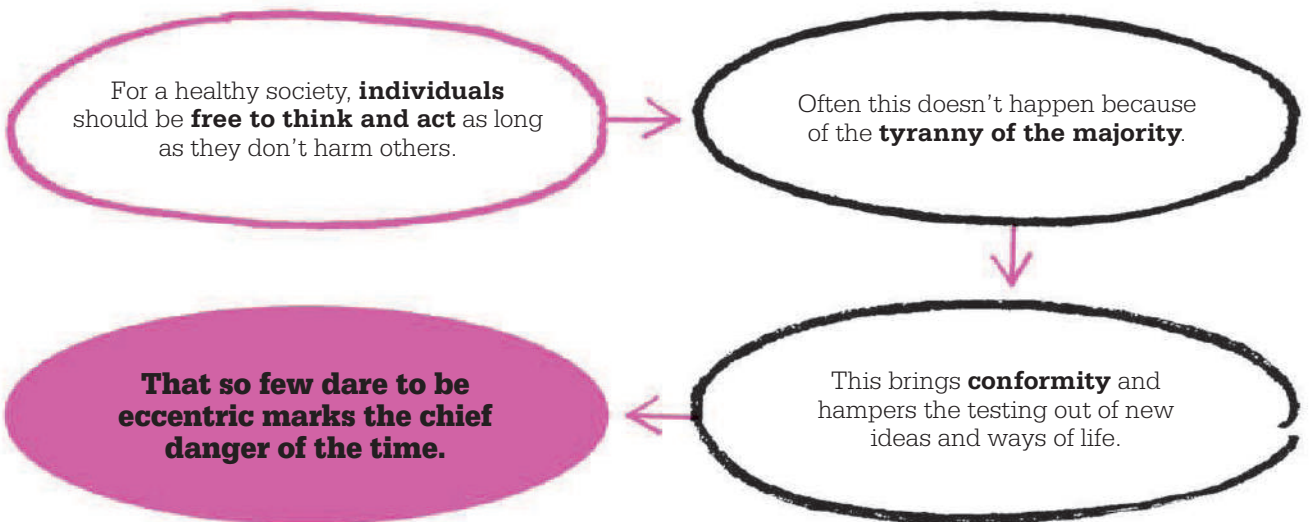 For a healthy society, individuals
should be free to think and act as long
as they don’t harm others.
Often this doesn’t happen because
of the tyranny of the majority.
This brings conformity and
hampers the testing out of new
ideas and ways of life.
That so few dare to be
eccentric marks the chief
danger of the time.